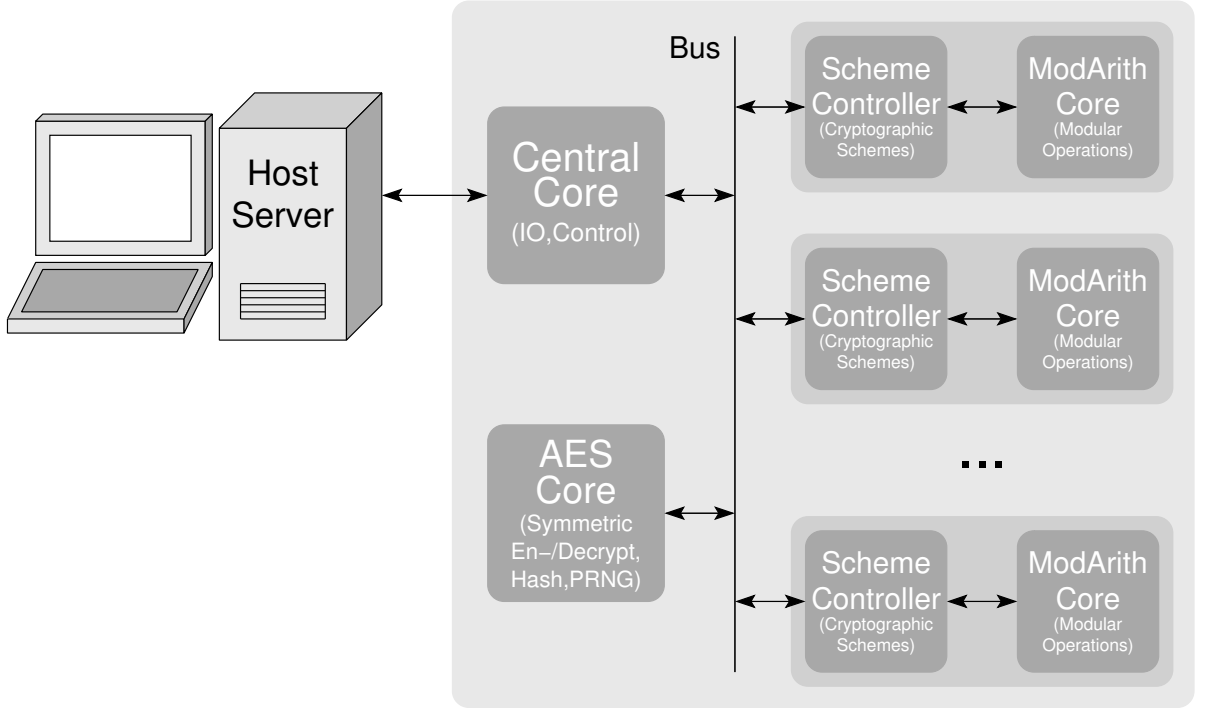 Host
Server
Central
Core
(IO,Control)
AES
Core
(Symmetric
En−/Decrypt,
Hash,PRNG)
Bus
Scheme
Controller
(Cryptographic
Schemes)
ModArith
Core
(Modular
Operations)
Scheme
Controller
(Cryptographic
Schemes)
ModArith
Core
(Modular
Operations)
...
Scheme
Controller
(Cryptographic
Schemes)
ModArith
Core
(Modular
Operations)